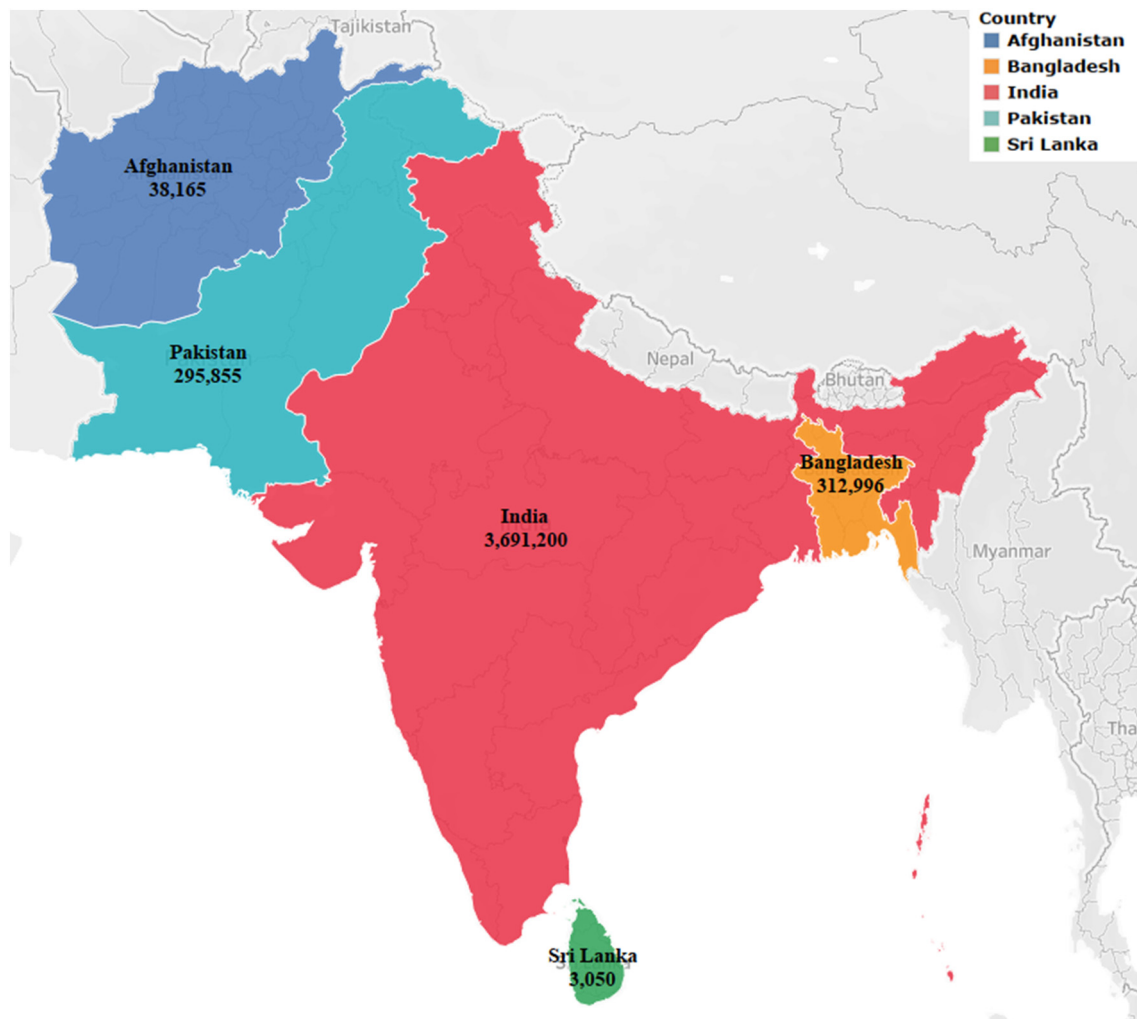 Tajikistan
Country
Afghanistan
Bangladesh
India
Pakistan
Sri Lanka
Afghanistan
38,165
Pakistan
295,855
Nepal
Bhutan
Bangladesh
312,996
India
3,691,200
Myanmar
Tha
Sri Lanka
3,050